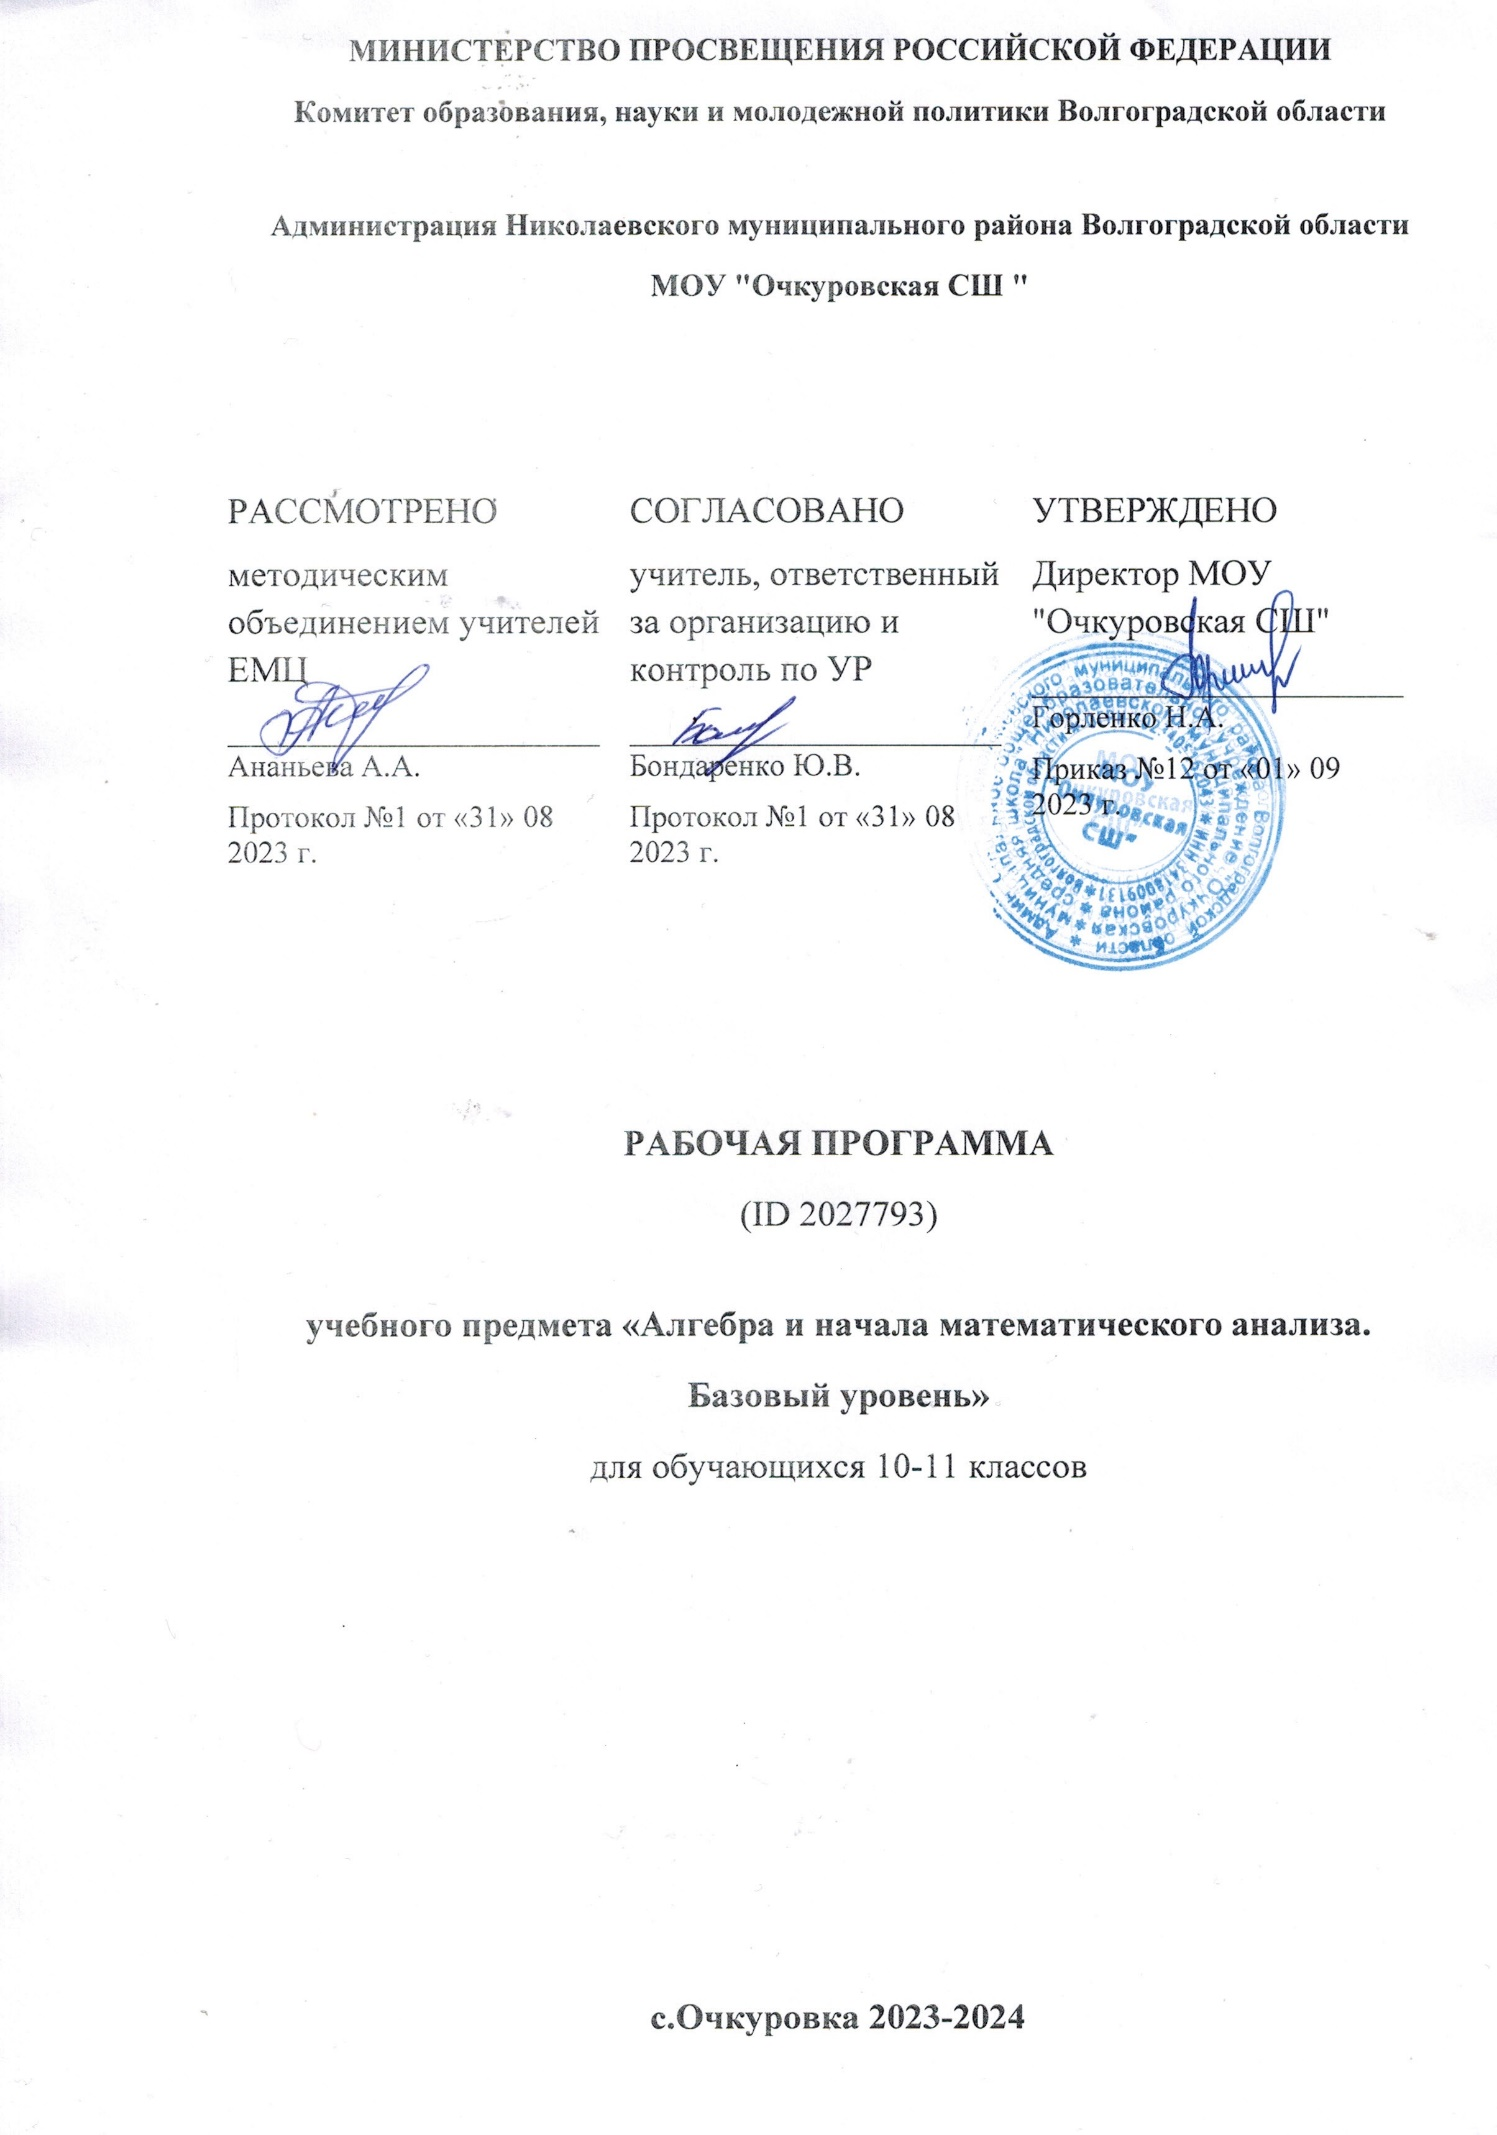 МИНИСТЕРСТВО ПРОСВЕЩЕНИЯ РОССИЙСКОЙ ФЕДЕРАЦИИ
Комитет образования, науки и молодежной политики Волгоградской области
Администрация Николаевского муниципального района Волгоградской области
МОУ "Очкуровская СШ "
РАССМОТРЕНО
методическим
объединением учителей
ЕМЦ
Ананьева А.А.
Протокол №1 от «31» 08
2023 г.
СОГЛАСОВАНО
учитель, ответственный
за организацию и
контроль по УР
Бондаренко Ю.В.
Протокол №1 от «31» 08
2023 г.
УТВЕРЖДЕНО
Директор МОУ
"Очкуровская СШ"
Горленко Н.А.
Приказ №12 от «01» 09
2023 г.
МОУ
Очкуровская
СШ"
РАБОЧАЯ ПРОГРАММА
(ID 2027793)
учебного предмета «Алгебра и начала математического анализа.
Базовый уровень»
для обучающихся 10-11 классов
с.Очкуровка 2023-2024